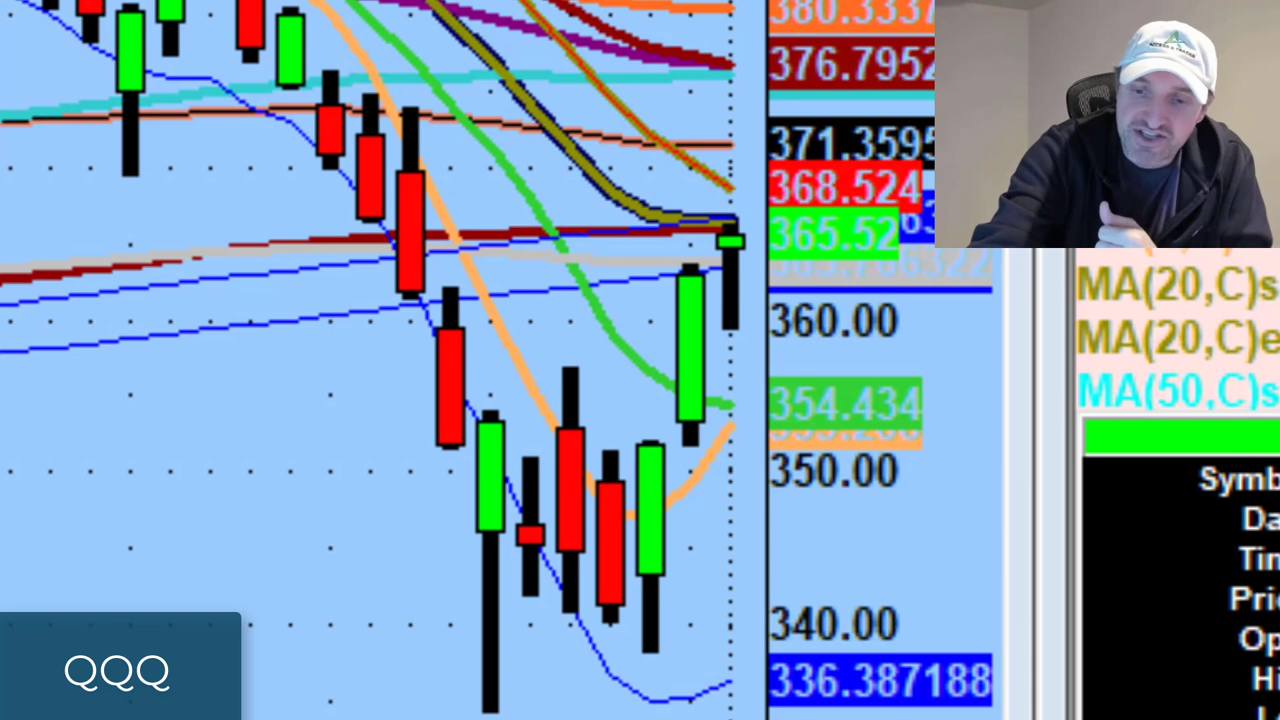 380.3337
376.7952
371.3595
368.524
365.52
360.00
354.434
350.00
340.00
336.387188
MA(20,C)s
MA(20,C)e
MA(50,C)s
Symb
Da
Tin
Pri
Op
Hi
QQQ